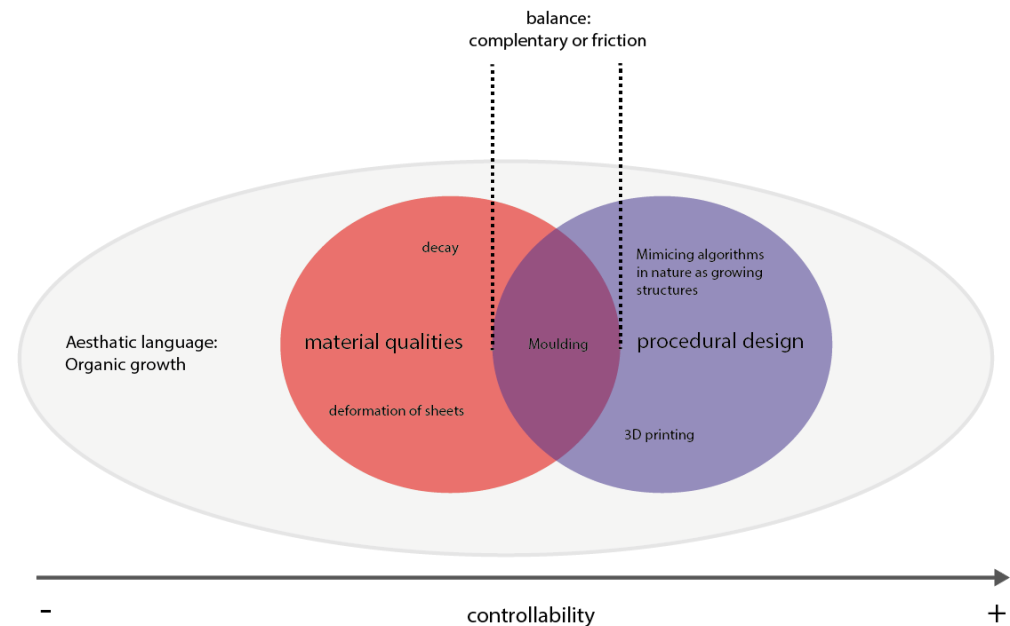 balance:
complentary or friction
decay
Mimicing algorithms
in nature as growing
structures
Aesthatic language:
Organic growth
material qualities
Moulding
procedural design
deformation of sheets
3D printing
-
controllability
+